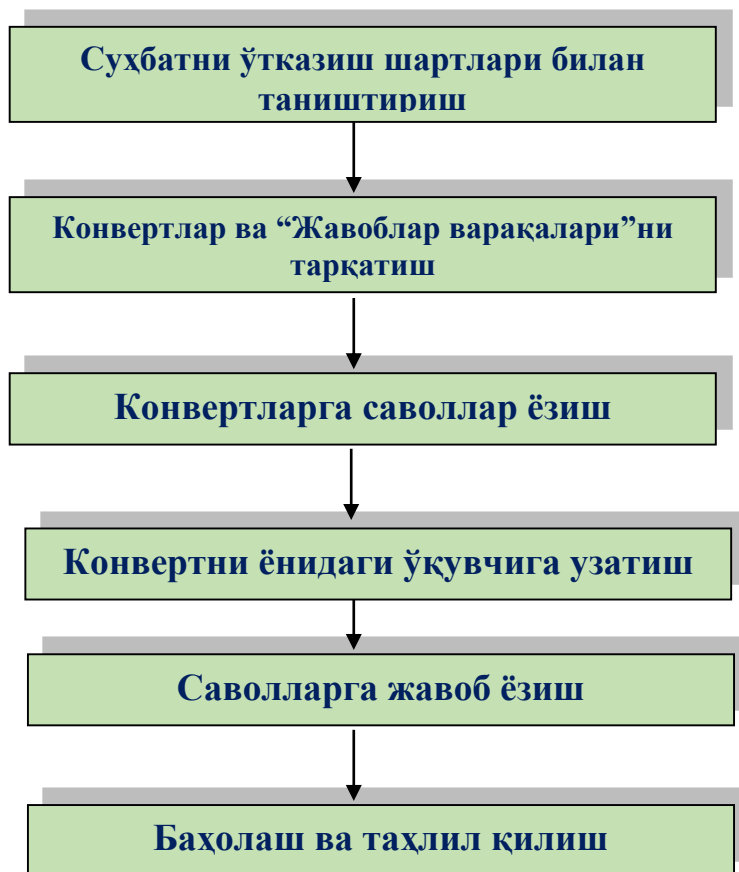 Суҳбатни ўтказиш шартлари билан
таништириш
Конвертлар ва “Жавоблар варақалари”ни
тарқатиш
Конвертларга саволлар ёзиш
Конвертни ёнидаги ўқувчига узатиш
Саволларга жавоб ёзиш
Баҳолаш ва таҳлил қилиш